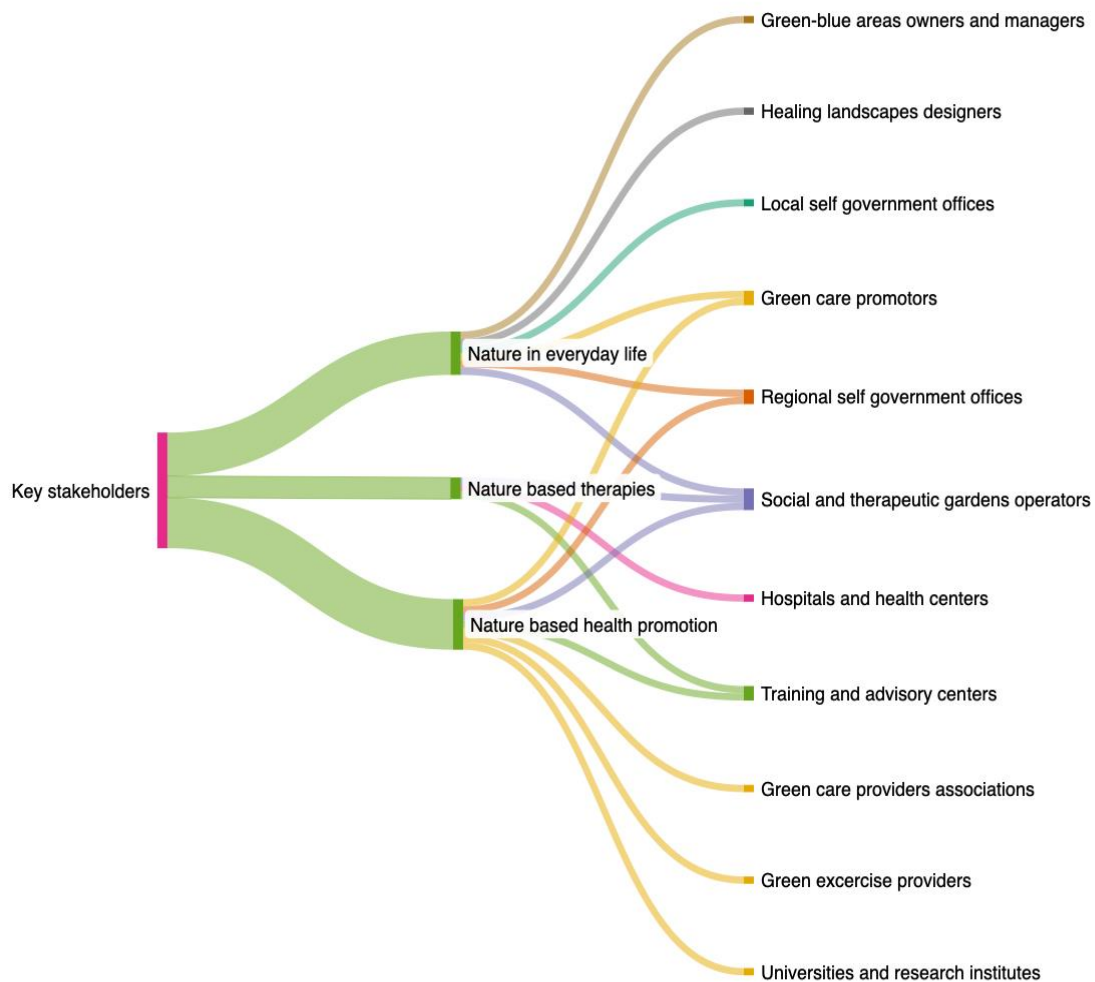 Green-blue areas owners and managers
Healing landscapes designers
Local self government offices
Green care promotors
Nature in everyday life
Regional self government offices
Key stakeholders
Nature based therapies
Social and therapeutic gardens operators
Hospitals and health centers
Nature based health promotion
Training and advisory centers
Green care providers associations
Green excercise providers
Universities and research institutes